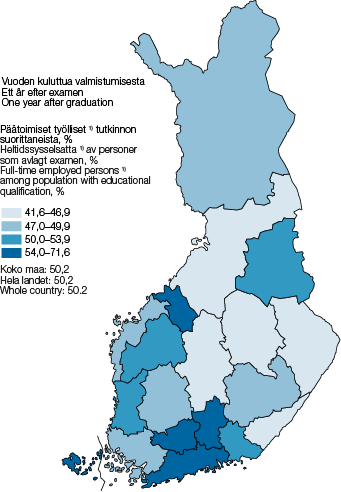 Vuoden kuluttua valmistumisesta
Ett år efter examen
One year after graduation
Päätoimiset työlliset ¹⁾ tutkinnon
suorittaneista, %
Heltidssysselsatta ¹⁾ av personer
som avlagt examen, %
Full-time employed persons ¹⁾
among population with educational
qualification, %
41,6–46,9
47,0–49,9
50,0–53,9
54,0–71,6
Koko maa: 50,2
Hela landet: 50,2
Whole country: 50.2